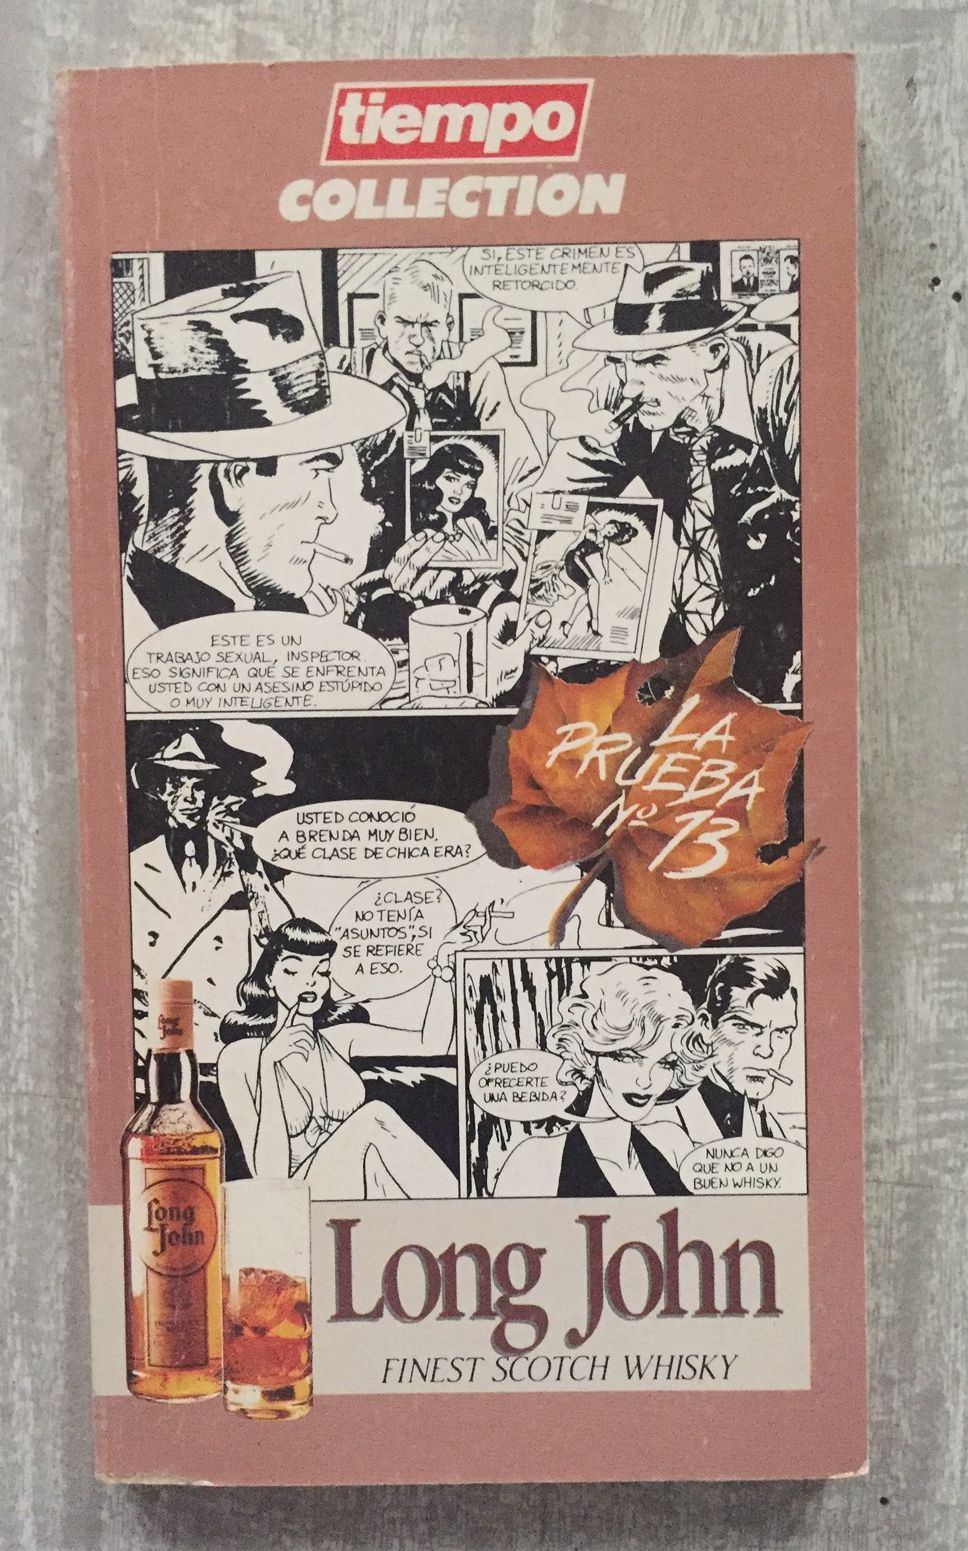 tiempo
COLLECTION
SI, ESTE CRIMEN ES
INTELIGENTEMENTE
RETORCIDO.
ESTE ES UN
TRABAJO SEXUAL, INSPECTOR
ESO SIGNIFICA QUE SE ENFRENTA
USTED CON UN ASESINO ESTÚPIDO
O MUY INTELIGENTE.
LA
PRUEBA
Nº 13
USTED CONOCIÓ
A BRENDA MUY BIEN.
¿QUÉ CLASE DE CHICA ERA?
¿CLASE?
NO TENÍA
"ASUNTOS", SI
SE REFIERE
A ESO.
¿PUEDO
OFRECERTE
UNA BEBIDA?
NUNCA DIGO
QUE NO A UN
BUEN WHISKY.
Long
John
Long
John
Long John
FINEST SCOTCH WHISKY